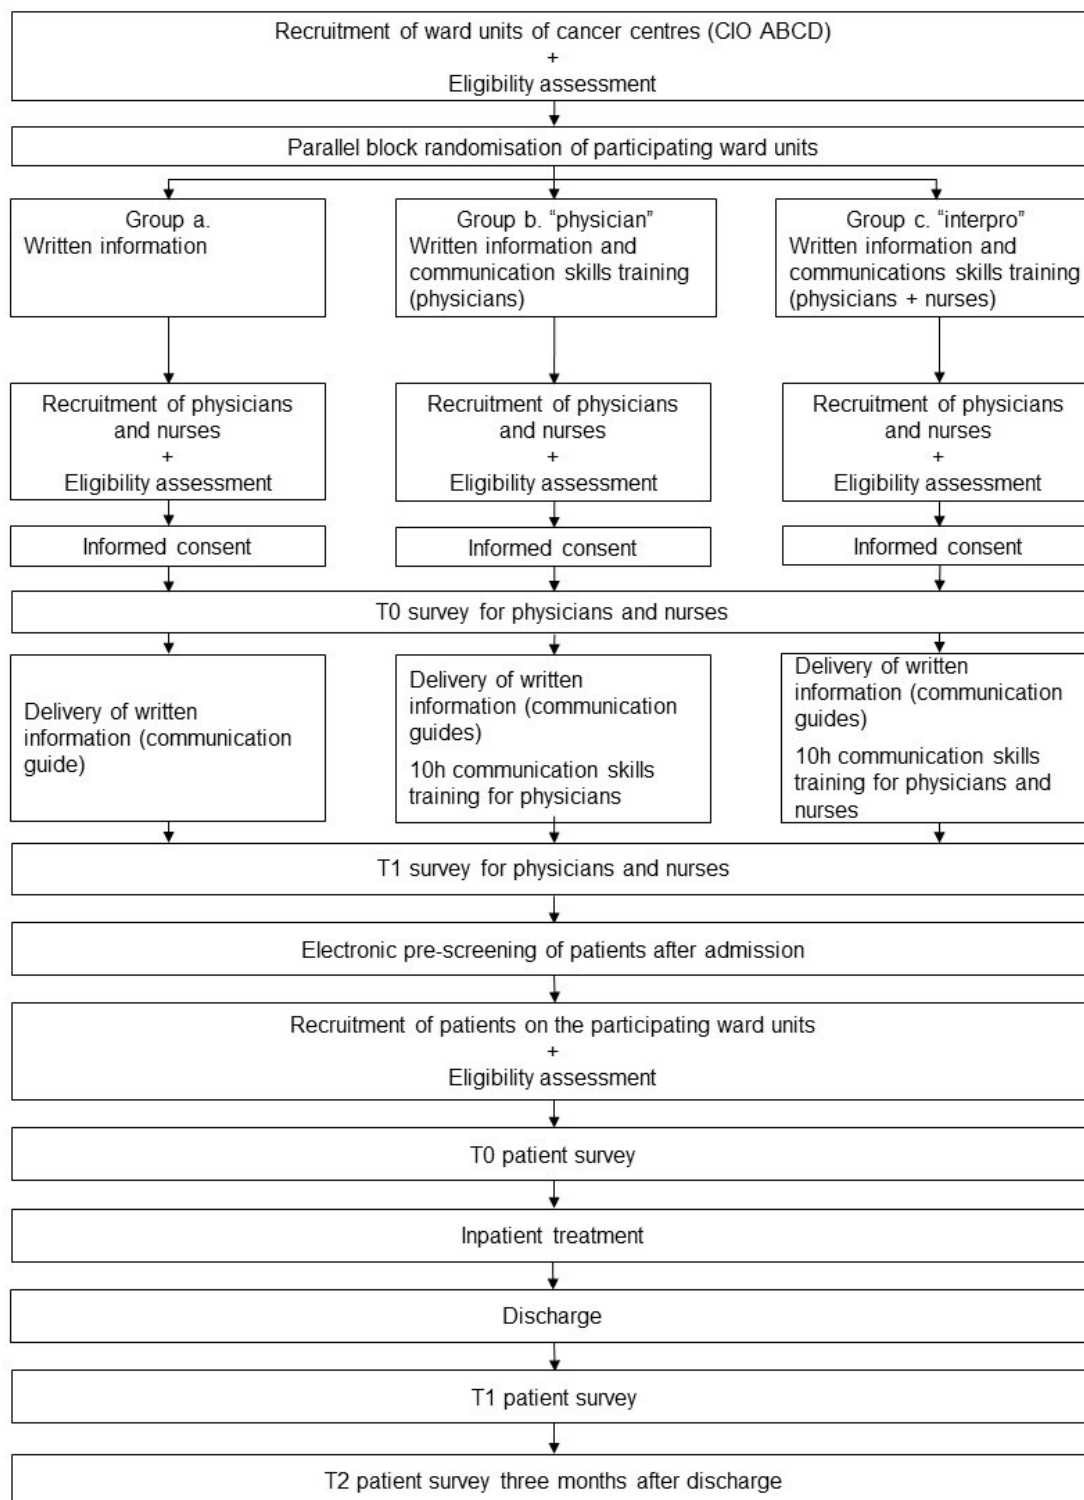 Recruitment of ward units of cancer centres (CIO ABCD)
+
Eligibility assessment
Parallel block randomisation of participating ward units
Group a.
Written information
Group b. “physician”
Written information and
communication skills training
(physicians)
Group c. “interpro”
Written information and
communications skills training
(physicians + nurses)
Recruitment of physicians
and nurses
+
Eligibility assessment
Recruitment of physicians
and nurses
+
Eligibility assessment
Recruitment of physicians
and nurses
+
Eligibility assessment
Informed consent
Informed consent
Informed consent
T0 survey for physicians and nurses
Delivery of written
information (communication
guide)
Delivery of written
information (communication
guides)
10h communication skills
training for physicians
Delivery of written
information (communication
guides)
10h communication skills
training for physicians and
nurses
T1 survey for physicians and nurses
Electronic pre-screening of patients after admission
Recruitment of patients on the participating ward units
+
Eligibility assessment
T0 patient survey
Inpatient treatment
Discharge
T1 patient survey
T2 patient survey three months after discharge